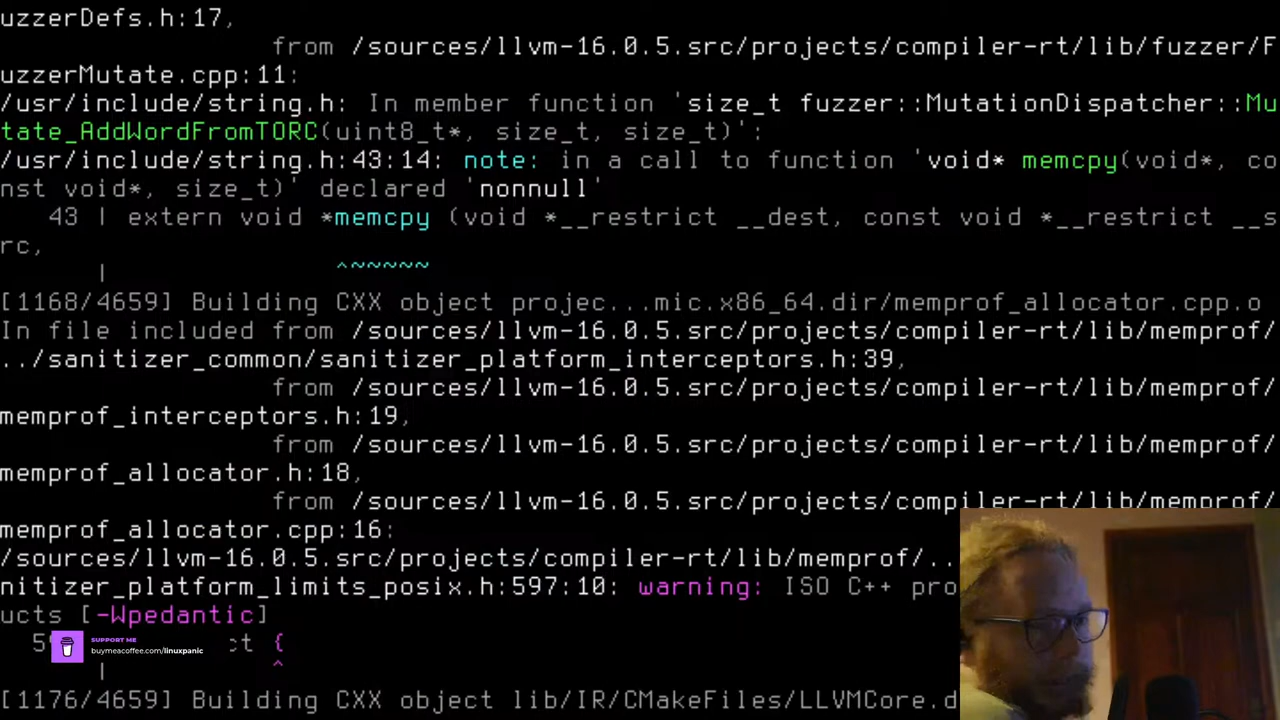 uzzerDefs.h:17,
from /sources/llvm-16.0.5.src/projects/compiler-rt/lib/fuzzer/F
uzzerMutate.cpp:11:
/usr/include/string.h: In member function 'size_t fuzzer::MutationDispatcher::Mu
tate_AddWordFromTORC(uint8_t*, size_t, size_t)':
/usr/include/string.h:43:14: note: in a call to function 'void* memcpy(void*, co
nst void*, size_t)' declared 'nonnull'
43 | extern void *memcpy (void *__restrict __dest, const void *__restrict __s
rc,
| ^~~~~~
[1168/4659] Building CXX object projec...mic.x86_64.dir/memprof_allocator.cpp.o
In file included from /sources/llvm-16.0.5.src/projects/compiler-rt/lib/memprof/
../sanitizer_common/sanitizer_platform_interceptors.h:39,
from /sources/llvm-16.0.5.src/projects/compiler-rt/lib/memprof/
memprof_interceptors.h:19,
from /sources/llvm-16.0.5.src/projects/compiler-rt/lib/memprof/
memprof_allocator.h:18,
from /sources/llvm-16.0.5.src/projects/compiler-rt/lib/memprof/
memprof_allocator.cpp:16:
/sources/llvm-16.0.5.src/projects/compiler-rt/lib/memprof/..
nitizer_platform_limits_posix.h:597:10: warning: ISO C++ pro
ucts [-Wpedantic]
{
SUPPORT ME
buymeacoffee.com/linuxpanic
| ^
[1176/4659] Building CXX object lib/IR/CMakeFiles/LLVMCore.d